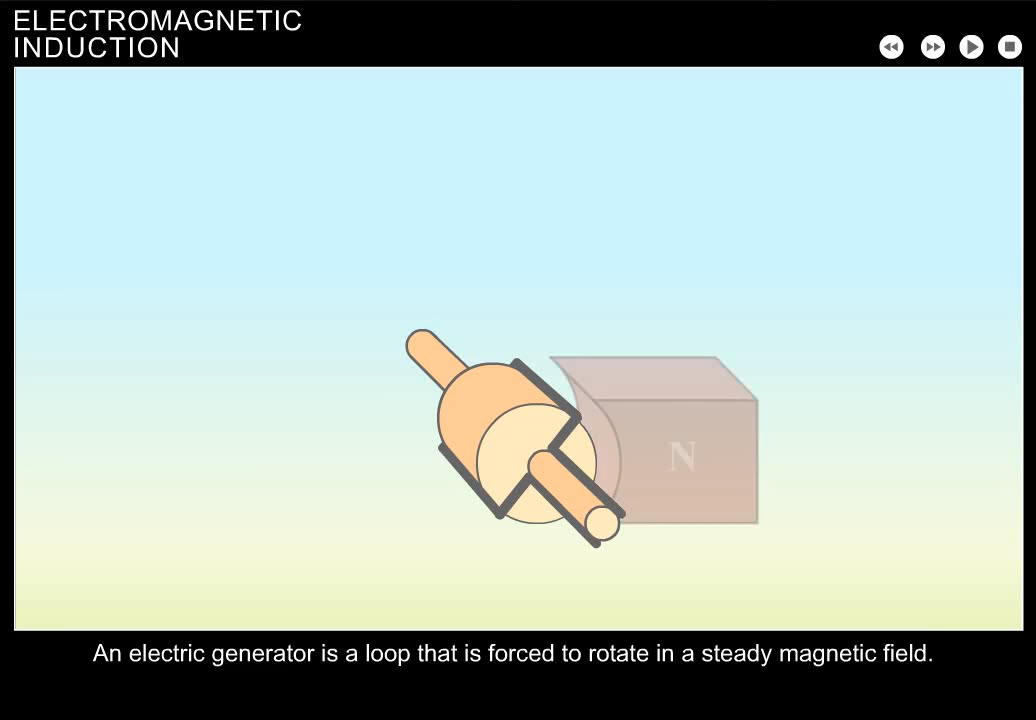 ELECTROMAGNETIC
INDUCTION
N
An electric generator is a loop that is forced to rotate in a steady magnetic field.